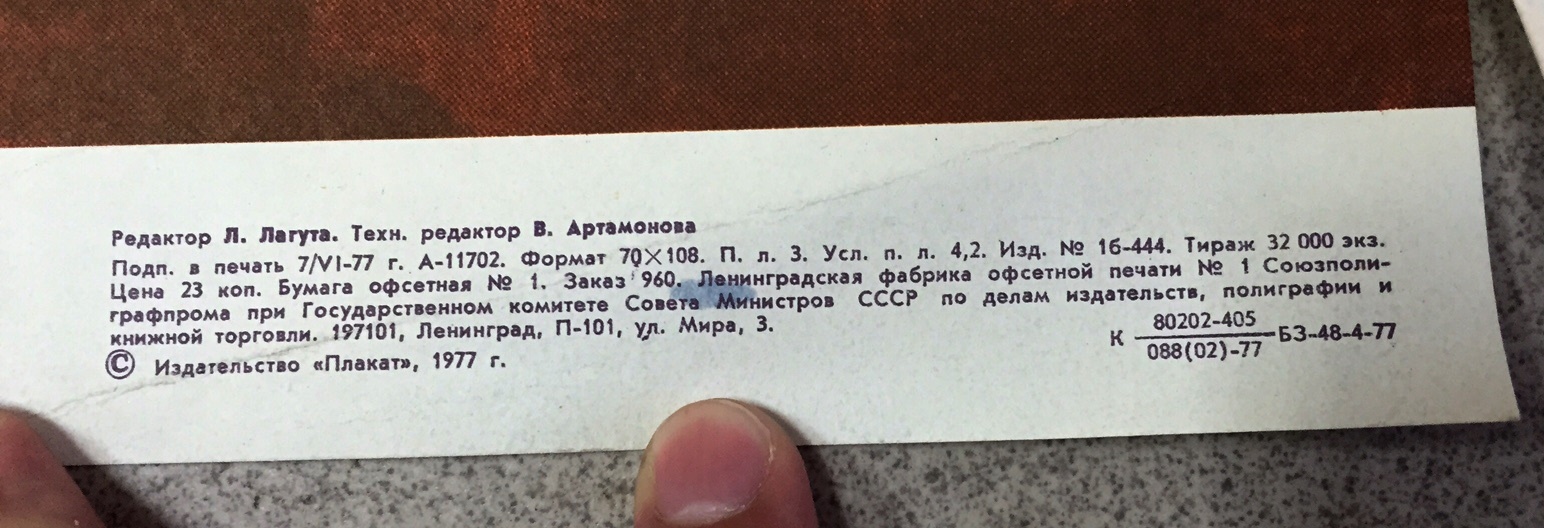 Редактор Л. Лагута. Техн. редактор В. Артамонова
Подп. в печать 7/VI-77 г. А-11702. Формат 70×108. П. л. 3. Усл. п. л. 4,2. Изд. № 1б-444. Тираж 32 000 экз.
Цена 23 коп. Бумага офсетная № 1. Заказ 960. Ленинградская фабрика офсетной печати № 1 Союзполи-
графпрома при Государственном комитете Совета Министров СССР по делам издательств, полиграфии и
книжной торговли. 197101, Ленинград, П-101, ул. Мира, 3.
К 80202-405
088(02)-77 БЗ-48-4-77
© Издательство «Плакат», 1977 г.